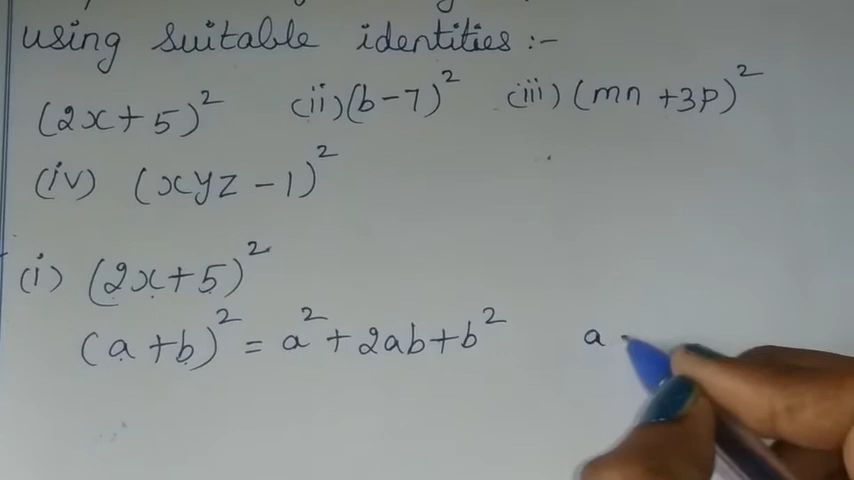 using suitable identities :-
(2x + 5)² (ii) (b - 7)² (iii) (mn + 3p)²
(iv) (xyz - 1)²
(i) (2x + 5)²
(a + b)² = a² + 2ab + b² a